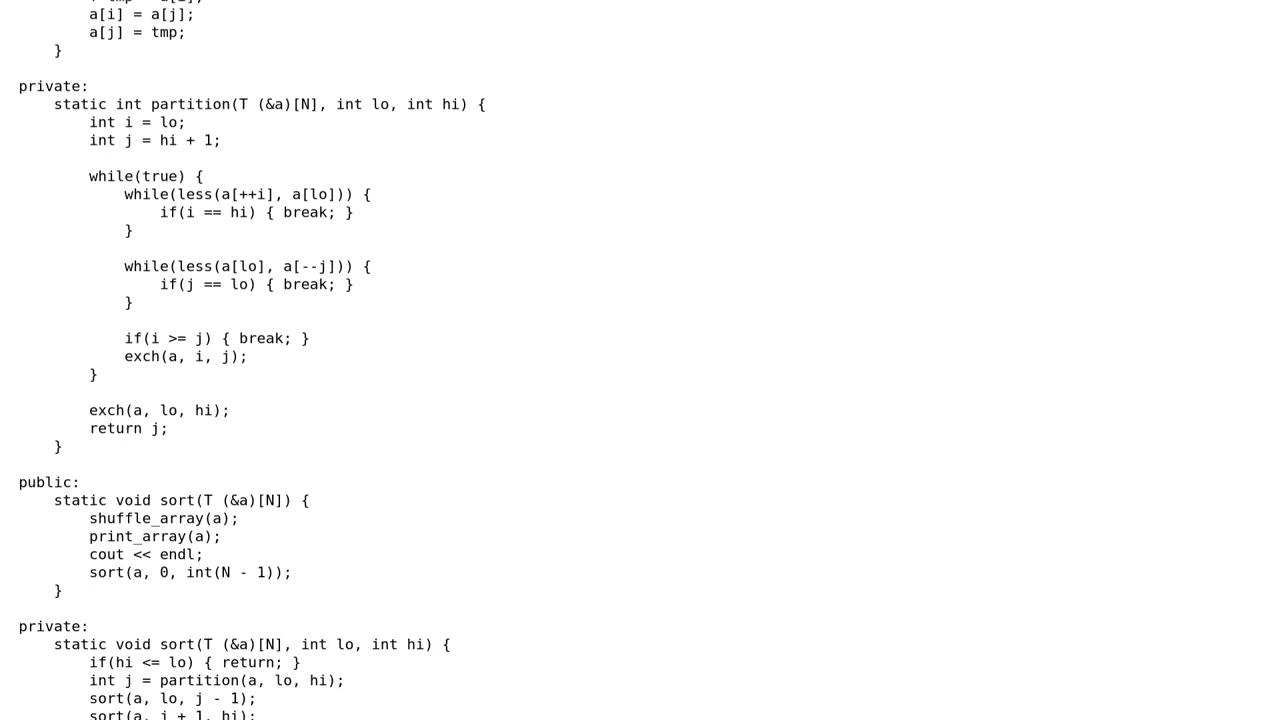 a[i] = a[j];
a[j] = tmp;
}
private:
static int partition(T (&a)[N], int lo, int hi) {
int i = lo;
int j = hi + 1;
while(true) {
while(less(a[++i], a[lo])) {
if(i == hi) { break; }
}
while(less(a[lo], a[--j])) {
if(j == lo) { break; }
}
if(i >= j) { break; }
exch(a, i, j);
}
exch(a, lo, hi);
return j;
}
public:
static void sort(T (&a)[N]) {
shuffle_array(a);
print_array(a);
cout << endl;
sort(a, 0, int(N - 1));
}
private:
static void sort(T (&a)[N], int lo, int hi) {
if(hi <= lo) { return; }
int j = partition(a, lo, hi);
sort(a, lo, j - 1);
sort(a, j + 1, hi);